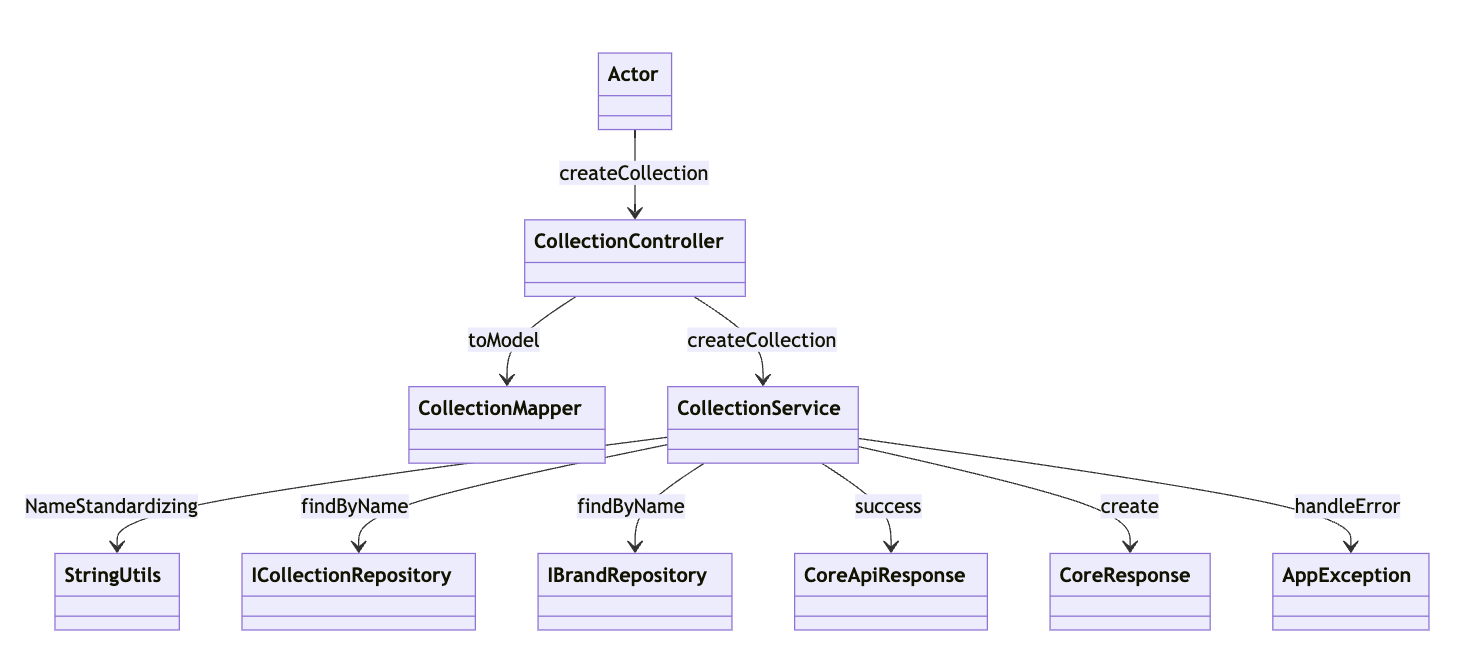 Actor
createCollection
CollectionController
toModel
createCollection
CollectionMapper
CollectionService
NameStandardizing
findByName
findByName
success
create
handleError
StringUtils
ICollectionRepository
IBrandRepository
CoreApiResponse
CoreResponse
AppException